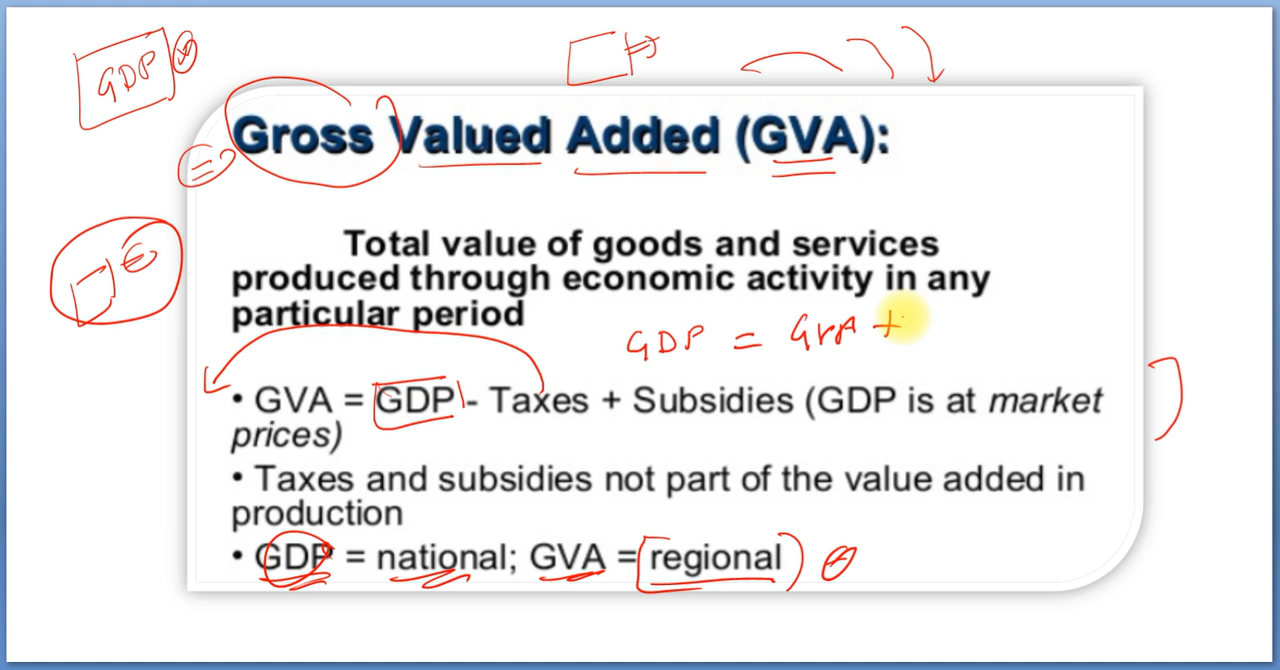 GDP
Gross Valued Added (GVA):
Total value of goods and services
produced through economic activity in any
particular period
GDP = GVA +
• GVA = GDP - Taxes + Subsidies (GDP is at market
prices)
• Taxes and subsidies not part of the value added in
production
• GDP = national; GVA = regional